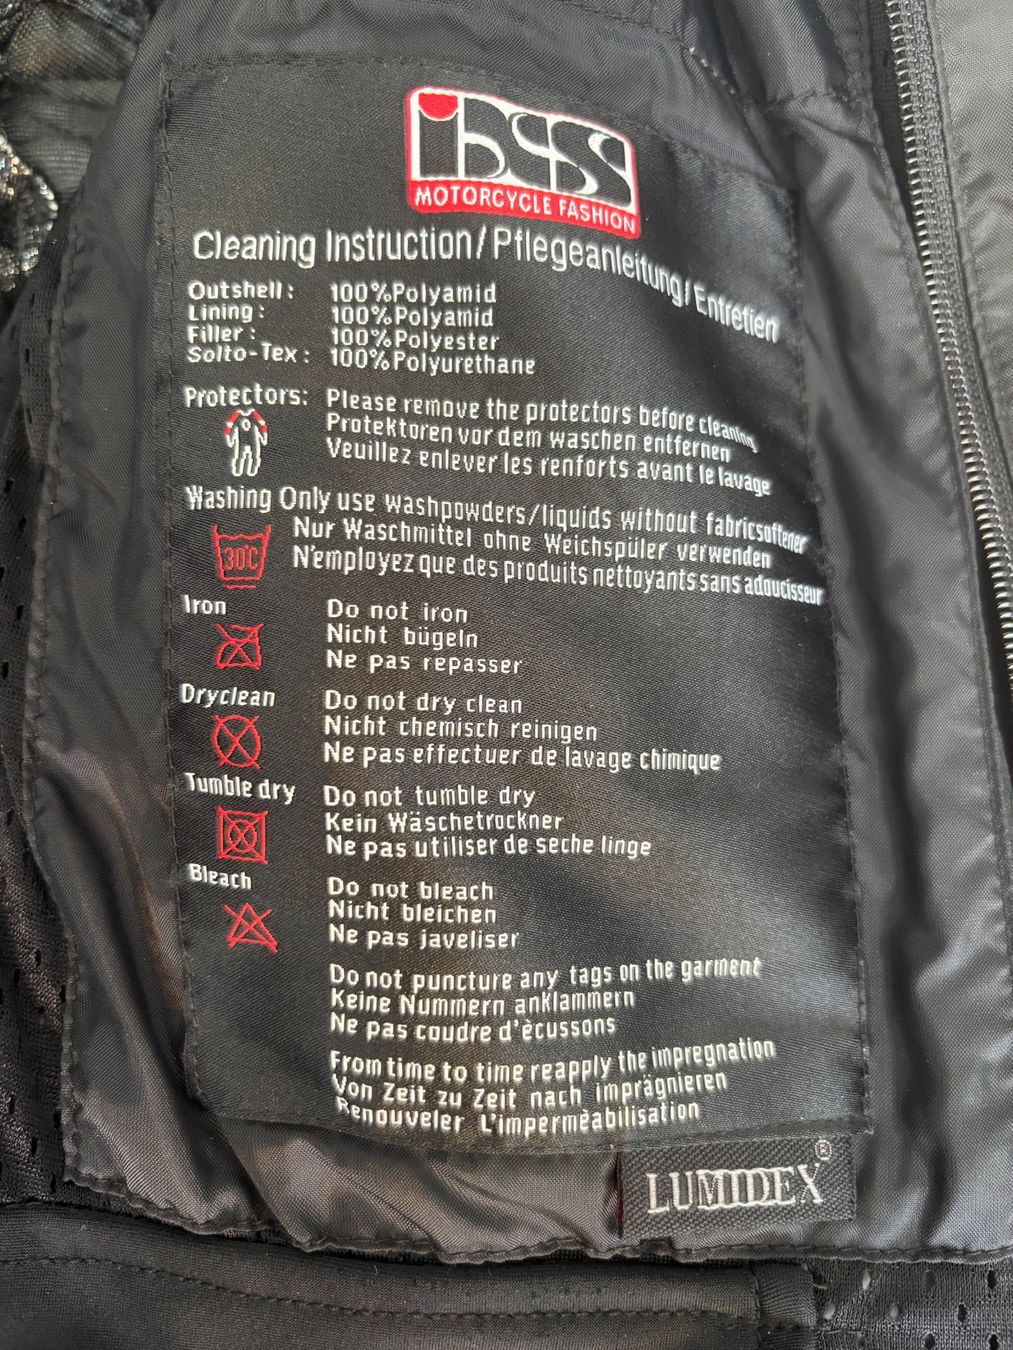 ixs
MOTORCYCLE FASHION
Cleaning Instruction/Pflegeanleitung/Entretien
Outshell: 100%Polyamid
Lining: 100%Polyamid
Filler: 100%Polyester
Solto-Tex: 100%Polyurethane
Protectors: Please remove the protectors before cleaning
Protektoren vor dem waschen entfernen
Veuillez enlever les renforts avant le lavage
Washing Only use washpowders/liquids without fabricsoftener
Nur Waschmittel ohne Weichspüler verwenden
30°C
N'employez que des produits nettoyants sans adoucisseur
Iron Do not iron
Nicht bügeln
Ne pas repasser
Dryclean Do not dry clean
Nicht chemisch reinigen
Ne pas effectuer de lavage chimique
Tumble dry Do not tumble dry
Kein Wäschetrockner
Ne pas utiliser de seche linge
Bleach Do not bleach
Nicht bleichen
Ne pas javeliser
Do not puncture any tags on the garment
Keine Nummern anklammern
Ne pas coudre d'ècussons
From time to time reapply the impregnation
Von Zeit zu Zeit nach imprägnieren
Renouveler L'impermèabilisation
LUMIDEX®